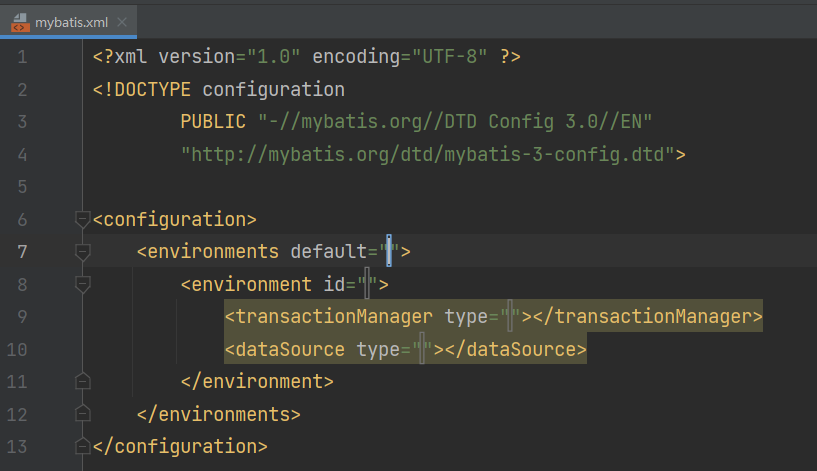 mybatis.xml
1 <?xml version="1.0" encoding="UTF-8" ?>
2 <!DOCTYPE configuration
3 PUBLIC "-//mybatis.org//DTD Config 3.0//EN"
4 "http://mybatis.org/dtd/mybatis-3-config.dtd">
5
6 <configuration>
7 <environments default="">
8 <environment id="">
9 <transactionManager type=""></transactionManager>
10 <dataSource type=""></dataSource>
11 </environment>
12 </environments>
13 </configuration>